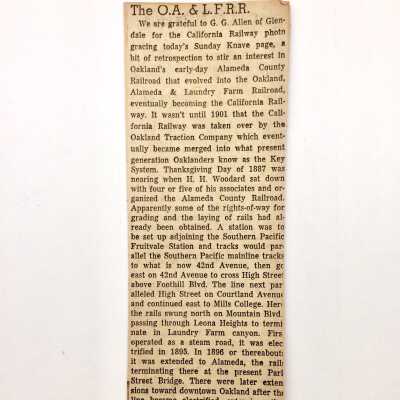 The O.A. & L.F.R.R.
We are grateful to G. G. Allen of Glen-
dale for the California Railway photo
gracing today's Sunday Knave page, a
bit of retrospection to stir an interest in
Oakland's early-day Alameda County
Railroad that evolved into the Oakland,
Alameda & Laundry Farm Railroad,
eventually becoming the California Rail-
way. It wasn't until 1901 that the Cali-
fornia Railway was taken over by the
Oakland Traction Company which event-
ually became merged into what present
generation Oaklanders know as the Key
System. Thanksgiving Day of 1887 was
nearing when H. H. Woodard sat down
with four or five of his associates and or-
ganized the Alameda County Railroad.
Apparently some of the rights-of-way for
grading and the laying of rails had al-
ready been obtained. A station was to
be set up adjoining the Southern Pacific
Fruitvale Station and tracks would par-
allel the Southern Pacific mainline tracks
to what is now 42nd Avenue, then go
east on 42nd Avenue to cross High Street
above Foothill Blvd. The line next par
alleled High Street on Courtland Avenu
and continued east to Mills College. Her
the rails swung north on Mountain Blvd.
passing through Leona Heights to termi
nate in Laundry Farm canyon. Firs
operated as a steam road, it was elec
trified in 1895. In 1896 or thereabouts
it was extended to Alameda, the rail
terminating there at the present Park
Street Bridge. There were later exten
sions toward downtown Oakland after the
line became electrified